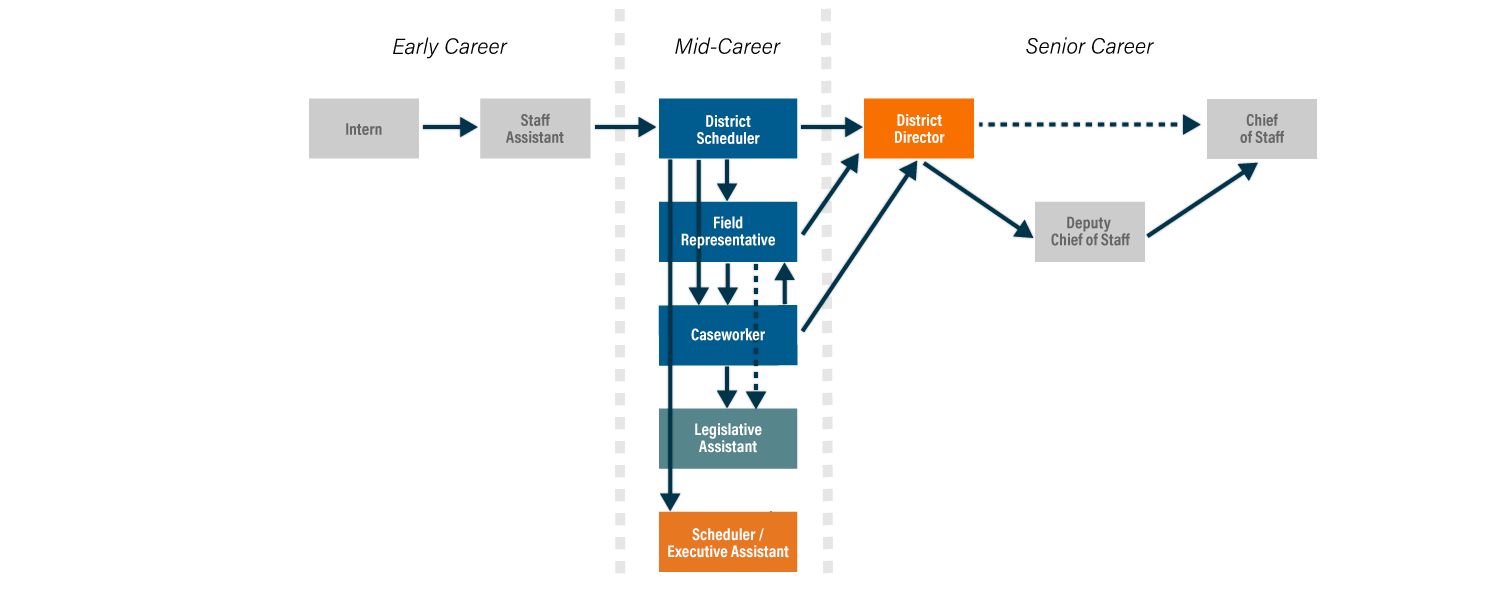 Early Career
Mid-Career
Senior Career
Intern
Staff
Assistant
District
Scheduler
District
Director
Chief
of Staff
Field
Representative
Deputy
Chief of Staff
Caseworker
Legislative
Assistant
Scheduler /
Executive Assistant